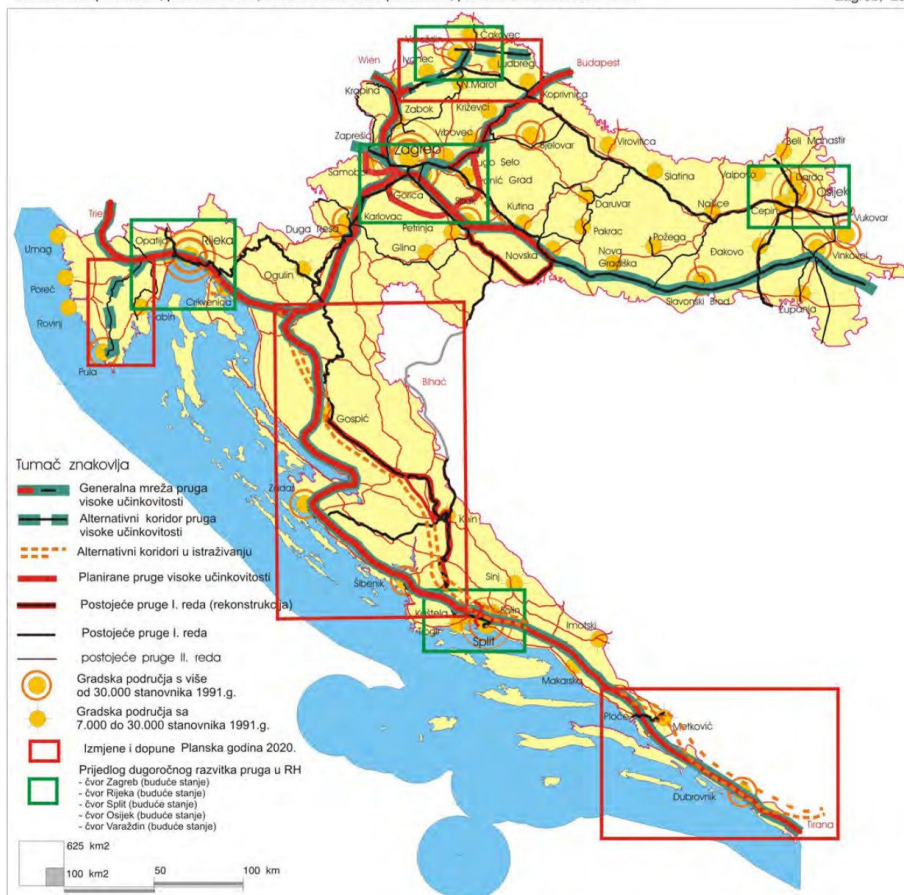 Čakovec
Ivanec
Ludbreg
Wien
Budapest
N.Marof
Krapina
Koprivnica
Zabok
Križevci
Zaprešić
Vrbovec
Bjelovar
Virovitica
Beli Manastir
Zagreb
Samobor
Dugo Selo
Ivanić Grad
Slatina
Valpovo
Darda
Osijek
Trie
Gorica
Sisak
Kutina
Daruvar
Našice
Čepin
Vukovar
Umag
Opatija
Rijeka
Duga Resa
Karlovac
Petrinja
Glina
Pakrac
Požega
Đakovo
Vinkovci
Novska
Nova
Gradiška
Ogulin
Poreč
Crikvenica
Slavonski Brod
Županja
Rovinj
Labin
Pula
Bihać
Gospić
Tumač znakovlja
Generalna mreža pruga
visoke učinkovitosti
Alternativni koridor pruga
visoke učinkovitosti
Alternativni koridori u istraživanju
Planirane pruge visoke učinkovitosti
Postojeće pruge I. reda (rekonstrukcija)
Postojeće pruge I. reda
postojeće pruge II. reda
Gradska područja s više
od 30.000 stanovnika 1991.g.
Gradska područja sa
7.000 do 30.000 stanovnika 1991.g.
Izmjene i dopune Planska godina 2020.
Prijedlog dugoročnog razvitka pruga u RH
- čvor Zagreb (buduće stanje)
- čvor Rijeka (buduće stanje)
- čvor Split (buduće stanje)
- čvor Osijek (buduće stanje)
- čvor Varaždin (buduće stanje)
Zadar
Knin
Šibenik
Sinj
Kaštela
Solin
Split
Imotski
Makarska
Ploče
Metković
Dubrovnik
Tirana
625 km2
100 km2
50
100 km